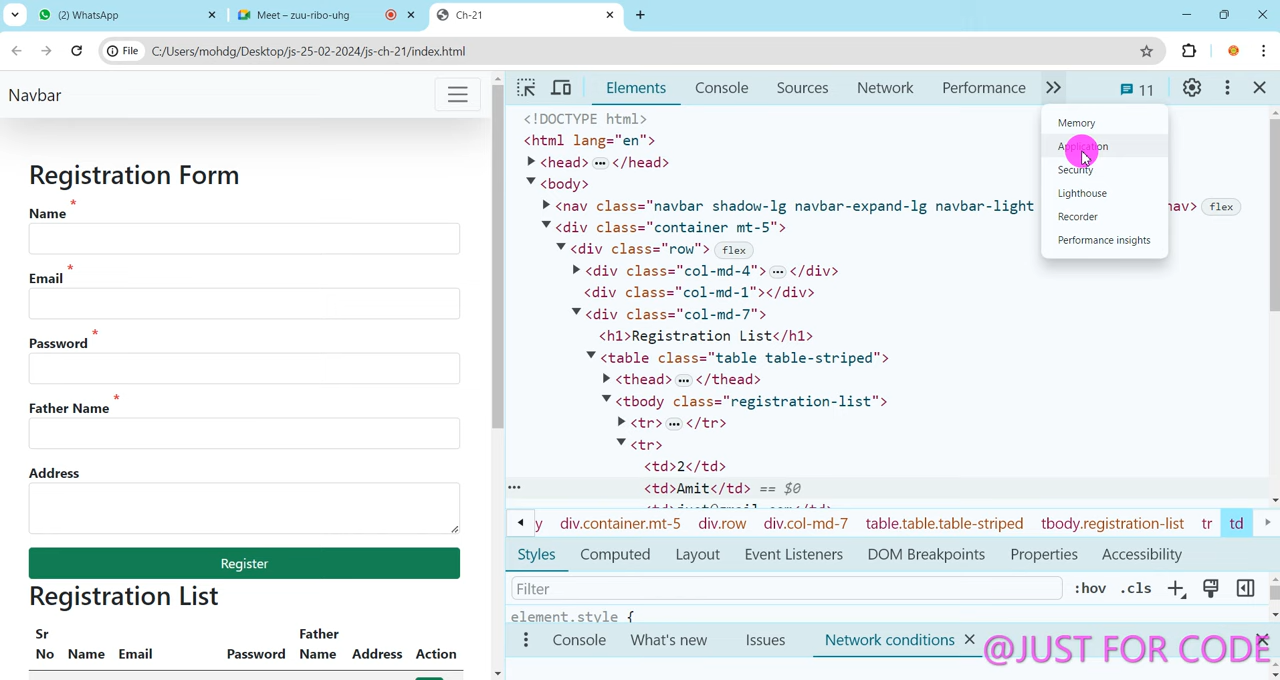 (2) WhatsApp
Meet – zuu-ribo-uhg
Ch-21
File C:/Users/mohdg/Desktop/js-25-02-2024/js-ch-21/index.html
Navbar
Registration Form
Name *
Email *
Password *
Father Name *
Address
Register
Registration List
Sr No Name Email Password Father Name Address Action
Elements Console Sources Network Performance 11
Memory
Application
Security
Lighthouse
Recorder
Performance insights
<!DOCTYPE html>
<html lang="en">
<head> … </head>
<body>
<nav class="navbar shadow-lg navbar-expand-lg navbar-light nav> flex
<div class="container mt-5">
<div class="row"> flex
<div class="col-md-4"> … </div>
<div class="col-md-1"></div>
<div class="col-md-7">
<h1>Registration List</h1>
<table class="table table-striped">
<thead> … </thead>
<tbody class="registration-list">
<tr> … </tr>
<tr>
<td>2</td>
… <td>Amit</td> == $0
y div.container.mt-5 div.row div.col-md-7 table.table.table-striped tbody.registration-list tr td
Styles Computed Layout Event Listeners DOM Breakpoints Properties Accessibility
Filter :hov .cls
element.style {
Console What's new Issues Network conditions
@JUST FOR CODE